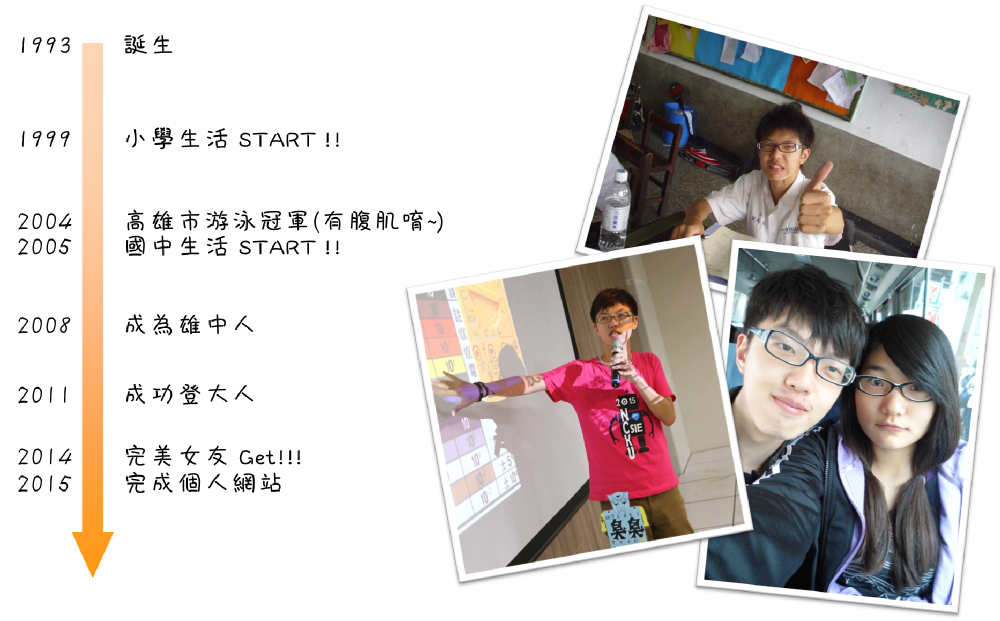 1993 誕生
1999 小學生活 START !!
2004 高雄市游泳冠軍(有腹肌唷~)
2005 國中生活 START !!
2008 成為雄中人
2011 成功登大人
2014 完美女友 Get!!!
2015 完成個人網站
2015
NCKU
CSIE
臭臭